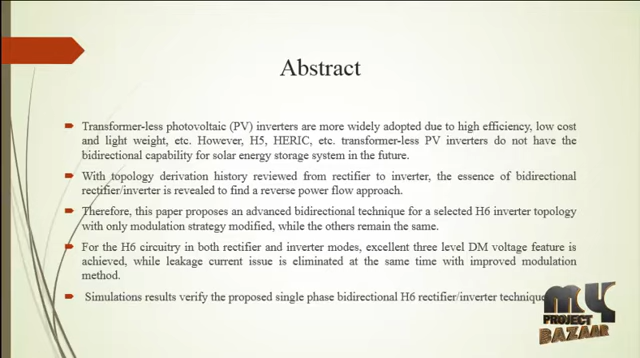 Abstract
Transformer-less photovoltaic (PV) inverters are more widely adopted due to high efficiency, low cost
and light weight, etc. However, H5, HERIC, etc. transformer-less PV inverters do not have the
bidirectional capability for solar energy storage system in the future.
With topology derivation history reviewed from rectifier to inverter, the essence of bidirectional
rectifier/inverter is revealed to find a reverse power flow approach.
Therefore, this paper proposes an advanced bidirectional technique for a selected H6 inverter topology
with only modulation strategy modified, while the others remain the same.
For the H6 circuitry in both rectifier and inverter modes, excellent three level DM voltage feature is
achieved, while leakage current issue is eliminated at the same time with improved modulation
method.
Simulations results verify the proposed single phase bidirectional H6 rectifier/inverter technique
MY
PROJECT
BAZAAR